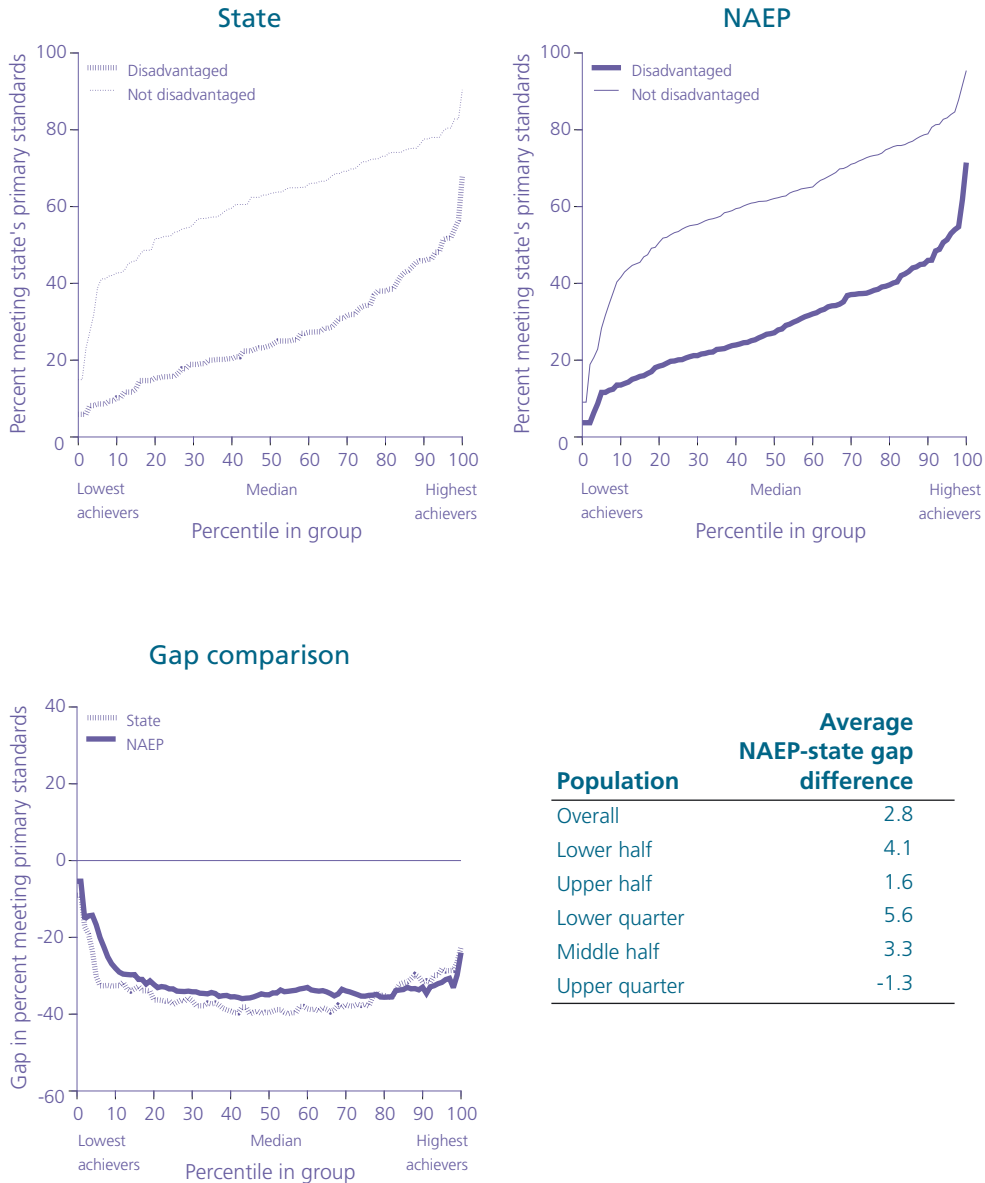 State
Percent meeting state's primary standards
100
80
60
40
20
0
Disadvantaged
Not disadvantaged
0 10 20 30 40 50 60 70 80 90 100
Lowest achievers
Median
Highest achievers
Percentile in group
NAEP
Percent meeting state's primary standards
100
80
60
40
20
0
Disadvantaged
Not disadvantaged
0 10 20 30 40 50 60 70 80 90 100
Lowest achievers
Median
Highest achievers
Percentile in group
Gap comparison
Gap in percent meeting primary standards
40
20
0
-20
-40
-60
State
NAEP
0 10 20 30 40 50 60 70 80 90 100
Lowest achievers
Median
Highest achievers
Percentile in group
Average
NAEP-state gap
Population difference
Overall 2.8
Lower half 4.1
Upper half 1.6
Lower quarter 5.6
Middle half 3.3
Upper quarter -1.3